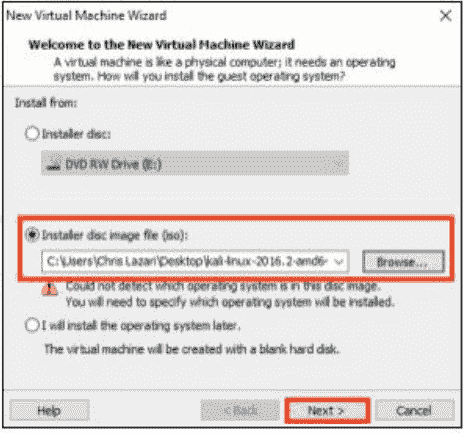 New Virtual Machine Wizard
Welcome to the New Virtual Machine Wizard
A virtual machine is like a physical computer; it needs an operating
system. How will you install the guest operating system?
Install from:
Installer disc:
DVD RW Drive (E:)
Installer disc image file (iso):
C:\Users\Chris Lazari\Desktop\kali-linux-2016.2-amd6
Browse...
Could not detect which operating system is in this disc image.
You will need to specify which operating system will be installed.
I will install the operating system later.
The virtual machine will be created with a blank hard disk.
Help
< Back
Next >
Cancel